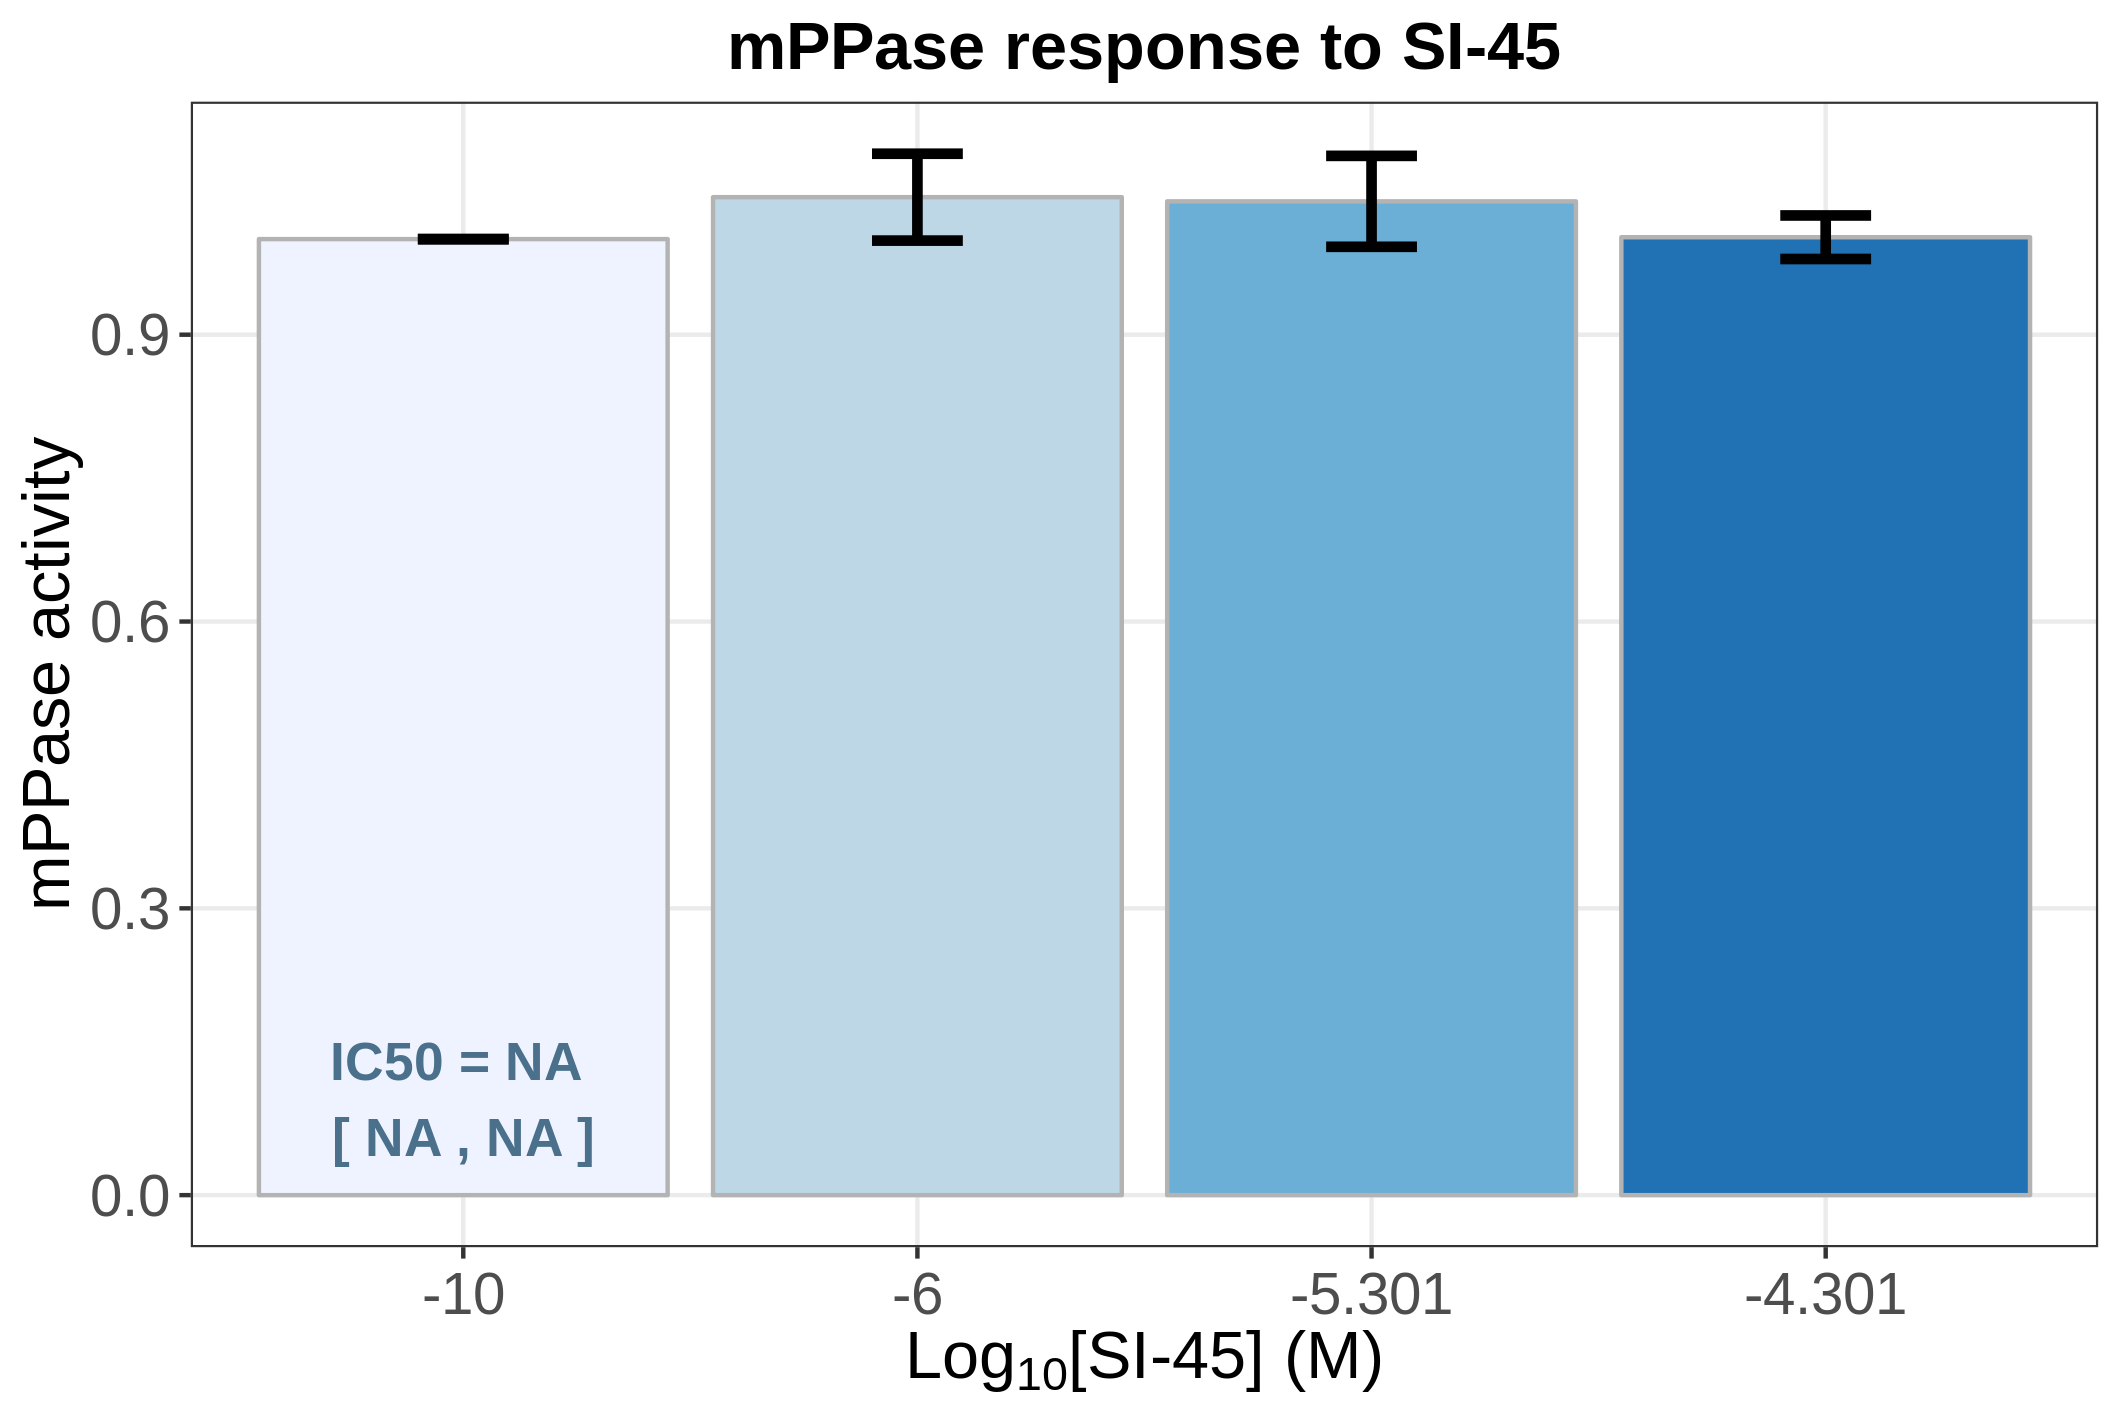 mPPase response to SI-45
mPPase activity
0.9
0.6
0.3
0.0
IC50 = NA
[ NA , NA ]
-10
-6
-5.301
-4.301
Log₁₀[SI-45] (M)